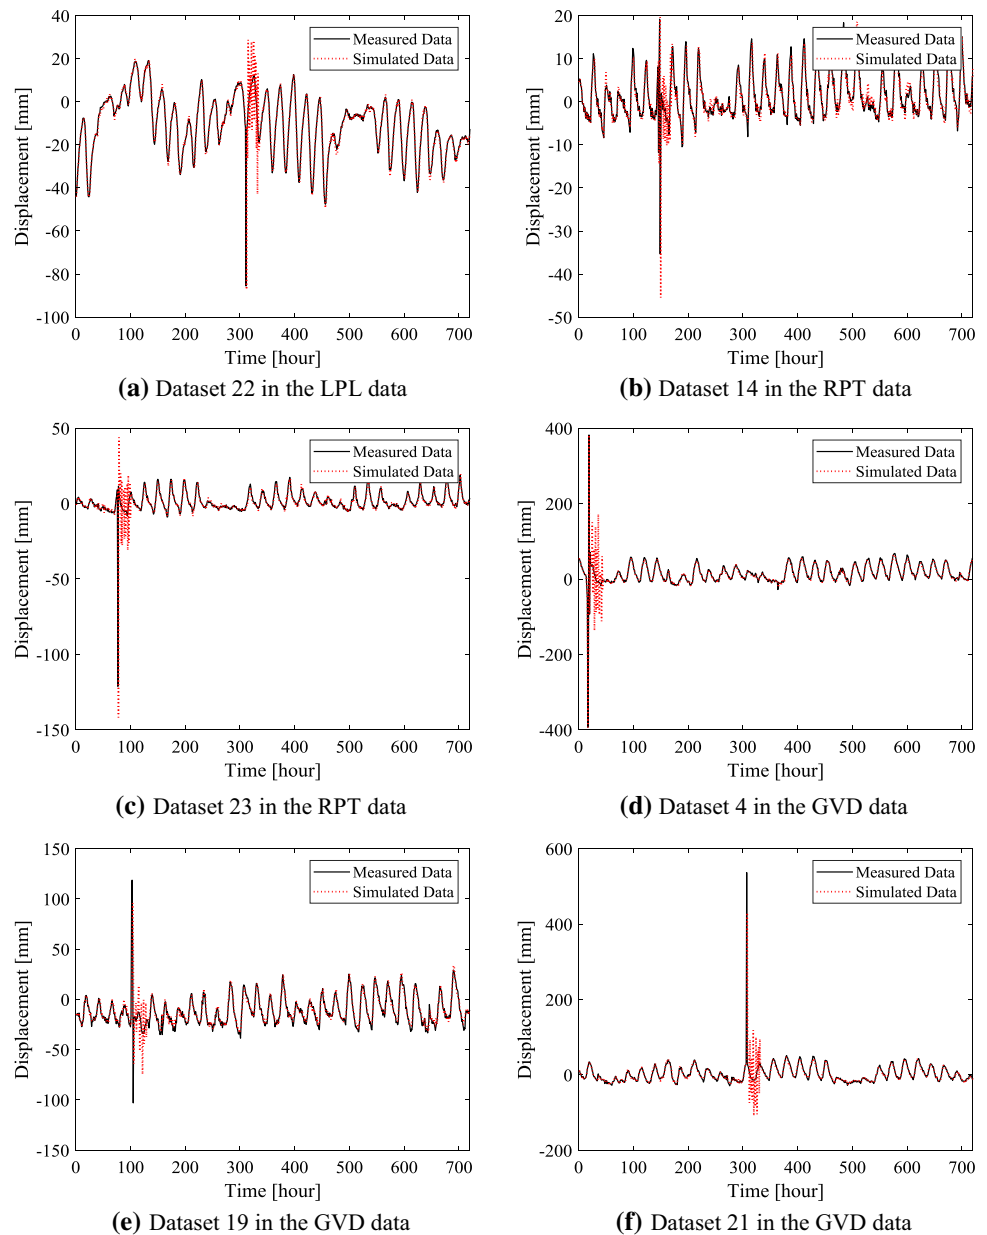 40
20
0
-20
-40
-60
-80
-100
Displacement [mm]
Measured Data
Simulated Data
0 100 200 300 400 500 600 700
Time [hour]
(a) Dataset 22 in the LPL data
20
10
0
-10
-20
-30
-40
-50
Displacement [mm]
Measured Data
Simulated Data
0 100 200 300 400 500 600 700
Time [hour]
(b) Dataset 14 in the RPT data
50
0
-50
-100
-150
Displacement [mm]
Measured Data
Simulated Data
0 100 200 300 400 500 600 700
Time [hour]
(c) Dataset 23 in the RPT data
400
200
0
-200
-400
Displacement [mm]
Measured Data
Simulated Data
0 100 200 300 400 500 600 700
Time [hour]
(d) Dataset 4 in the GVD data
150
100
50
0
-50
-100
-150
Displacement [mm]
Measured Data
Simulated Data
0 100 200 300 400 500 600 700
Time [hour]
(e) Dataset 19 in the GVD data
600
400
200
0
-200
Displacement [mm]
Measured Data
Simulated Data
0 100 200 300 400 500 600 700
Time [hour]
(f) Dataset 21 in the GVD data